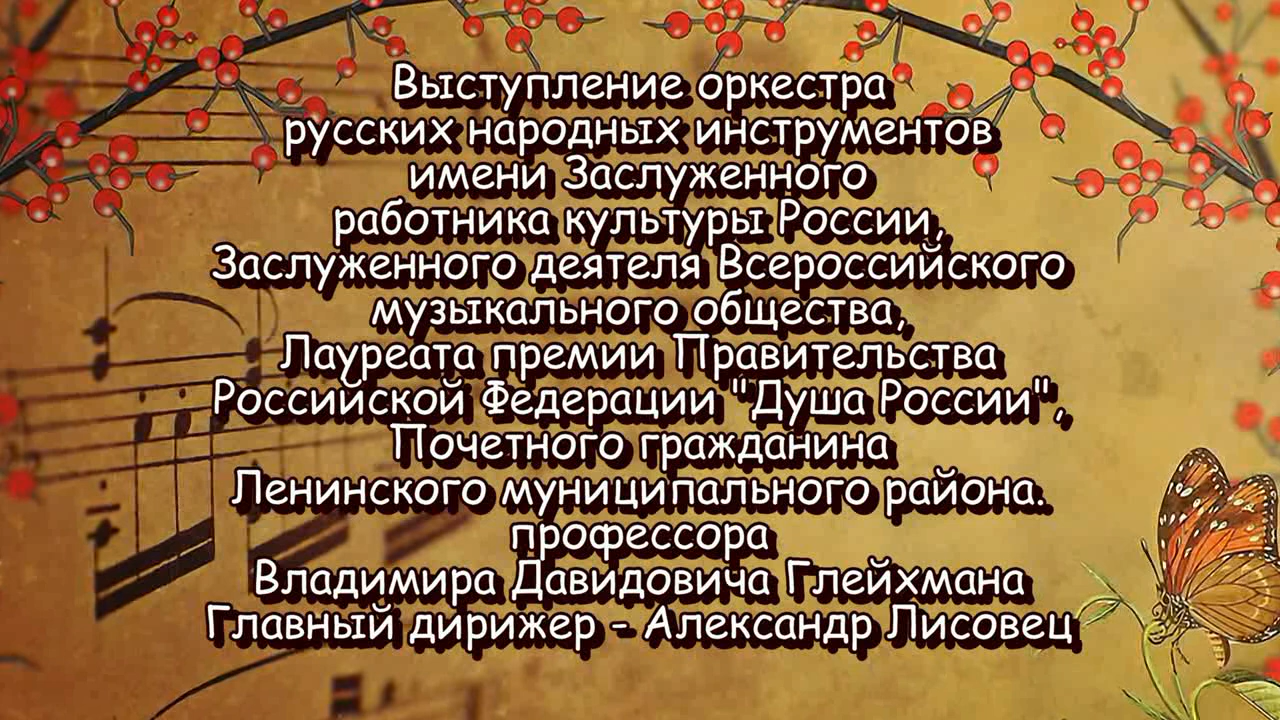 Выступление оркестра
русских народных инструментов
имени Заслуженного
работника культуры России,
Заслуженного деятеля Всероссийского
музыкального общества,
Лауреата премии Правительства
Российской Федерации "Душа России",
Почетного гражданина
Ленинского муниципального района.
профессора
Владимира Давидовича Глейхмана
Главный дирижер - Александр Лисовец